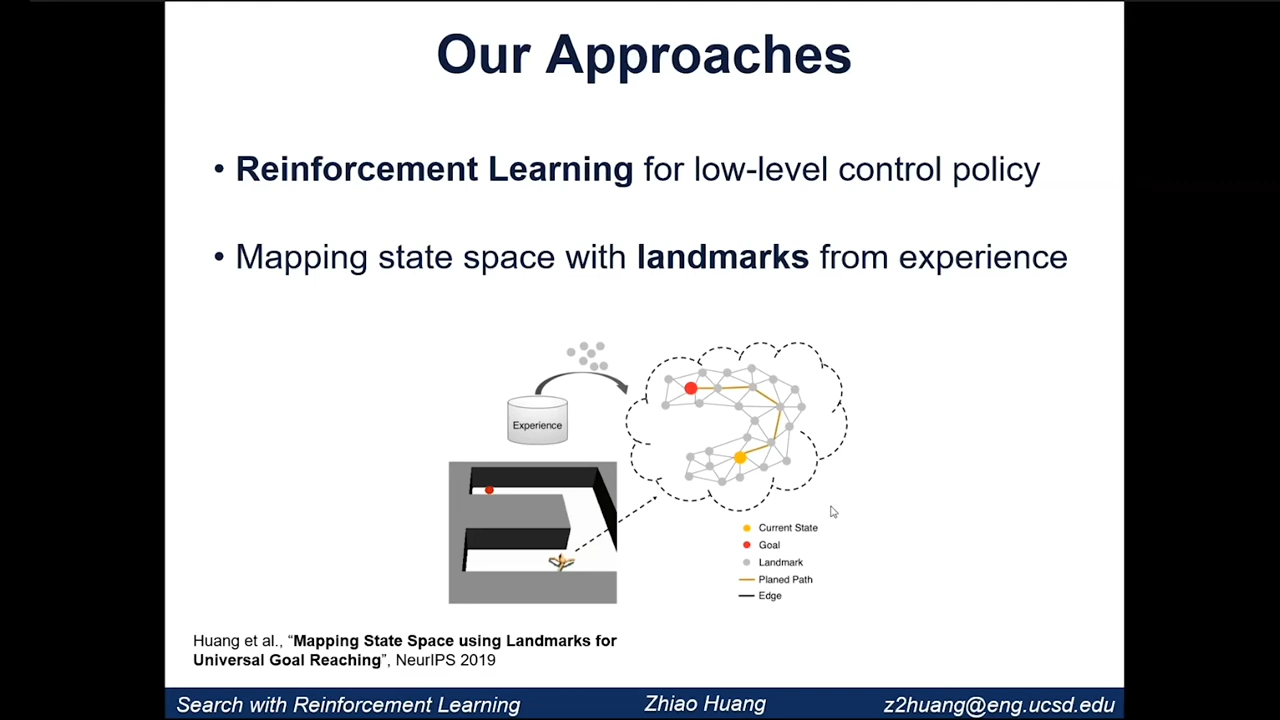 Our Approaches
• Reinforcement Learning for low-level control policy
• Mapping state space with landmarks from experience
Experience
Current State
Goal
Landmark
Planed Path
Edge
Huang et al., “Mapping State Space using Landmarks for
Universal Goal Reaching”, NeurIPS 2019
Search with Reinforcement Learning
Zhiao Huang
z2huang@eng.ucsd.edu